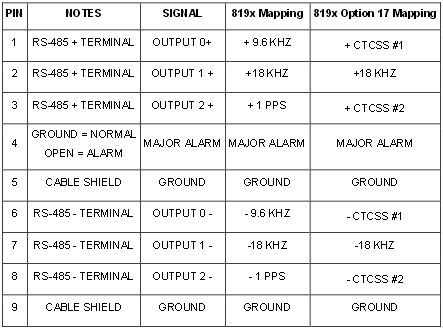 PIN NOTES SIGNAL 819x Mapping 819x Option 17 Mapping
1 RS-485 + TERMINAL OUTPUT 0+ + 9.6 KHZ + CTCSS #1
2 RS-485 + TERMINAL OUTPUT 1 + +18 KHZ +18 KHZ
3 RS-485 + TERMINAL OUTPUT 2 + + 1 PPS + CTCSS #2
4 GROUND = NORMAL OPEN = ALARM MAJOR ALARM MAJOR ALARM MAJOR ALARM
5 CABLE SHIELD GROUND GROUND GROUND
6 RS-485 - TERMINAL OUTPUT 0 - - 9.6 KHZ - CTCSS #1
7 RS-485 - TERMINAL OUTPUT 1 - -18 KHZ -18 KHZ
8 RS-485 - TERMINAL OUTPUT 2 - - 1 PPS - CTCSS #2
9 CABLE SHIELD GROUND GROUND GROUND